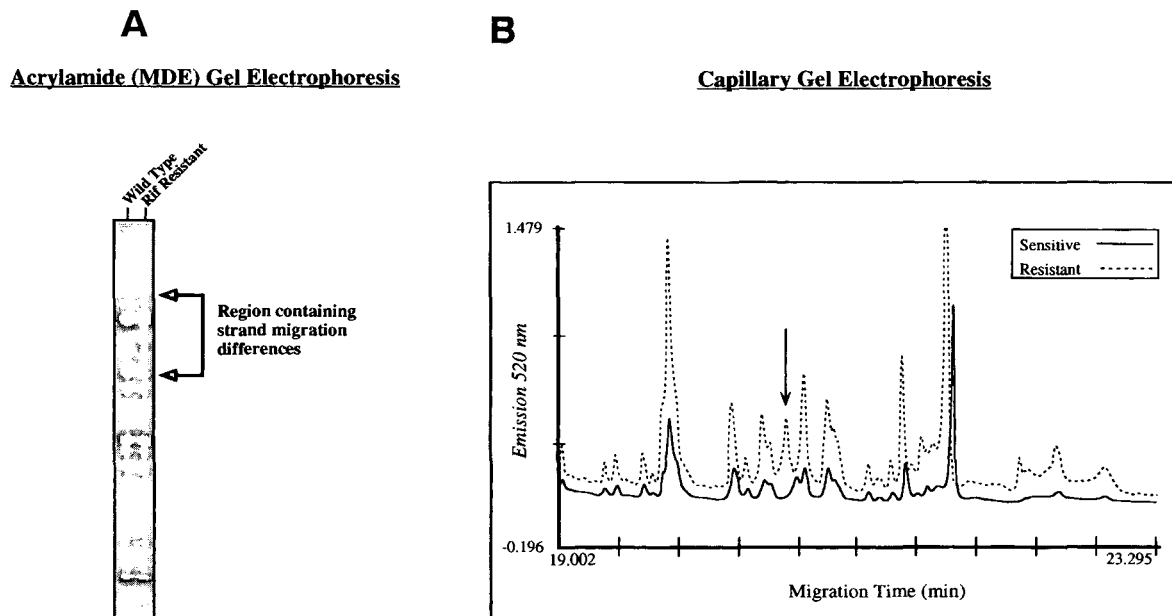 A
Acrylamide (MDE) Gel Electrophoresis
Wild Type
Rif Resistant
Region containing
strand migration
differences
B
Capillary Gel Electrophoresis
1.479
Sensitive
Resistant
Emission 520 nm
-0.196
19.002
23.295
Migration Time (min)